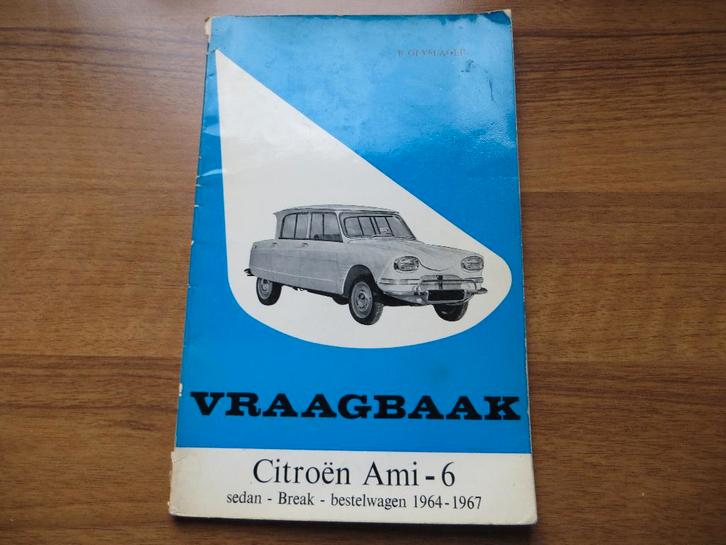 VRAAGBAAK
Citroën Ami-6
sedan - Break - bestelwagen 1964-1967